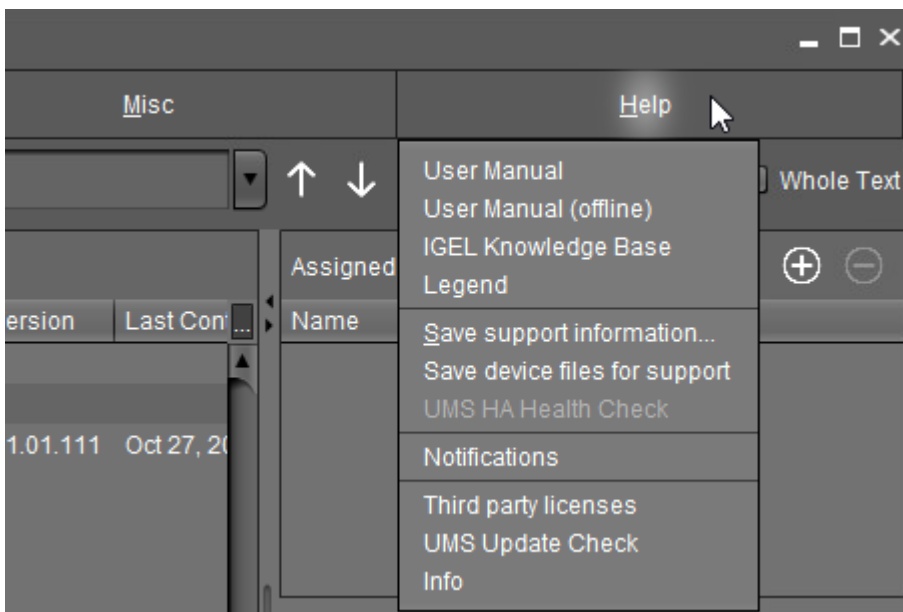 Misc
Help
Whole Text
User Manual
User Manual (offline)
IGEL Knowledge Base
Legend
Assigned
ersion
Last Con
...
Name
Save support information...
Save device files for support
UMS HA Health Check
1.01.111
Oct 27, 20
Notifications
Third party licenses
UMS Update Check
Info